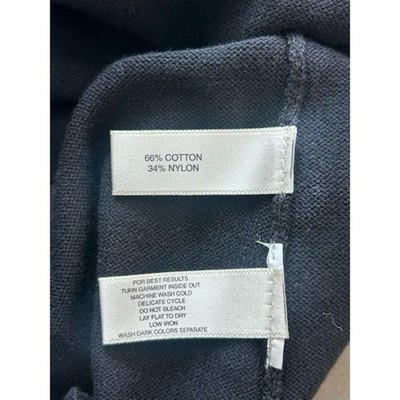 66% COTTON
34% NYLON
FOR BEST RESULTS
TURN GARMENT INSIDE OUT
MACHINE WASH COLD
DELICATE CYCLE
DO NOT BLEACH
LAY FLAT TO DRY
LOW IRON
WASH DARK COLORS SEPARATE